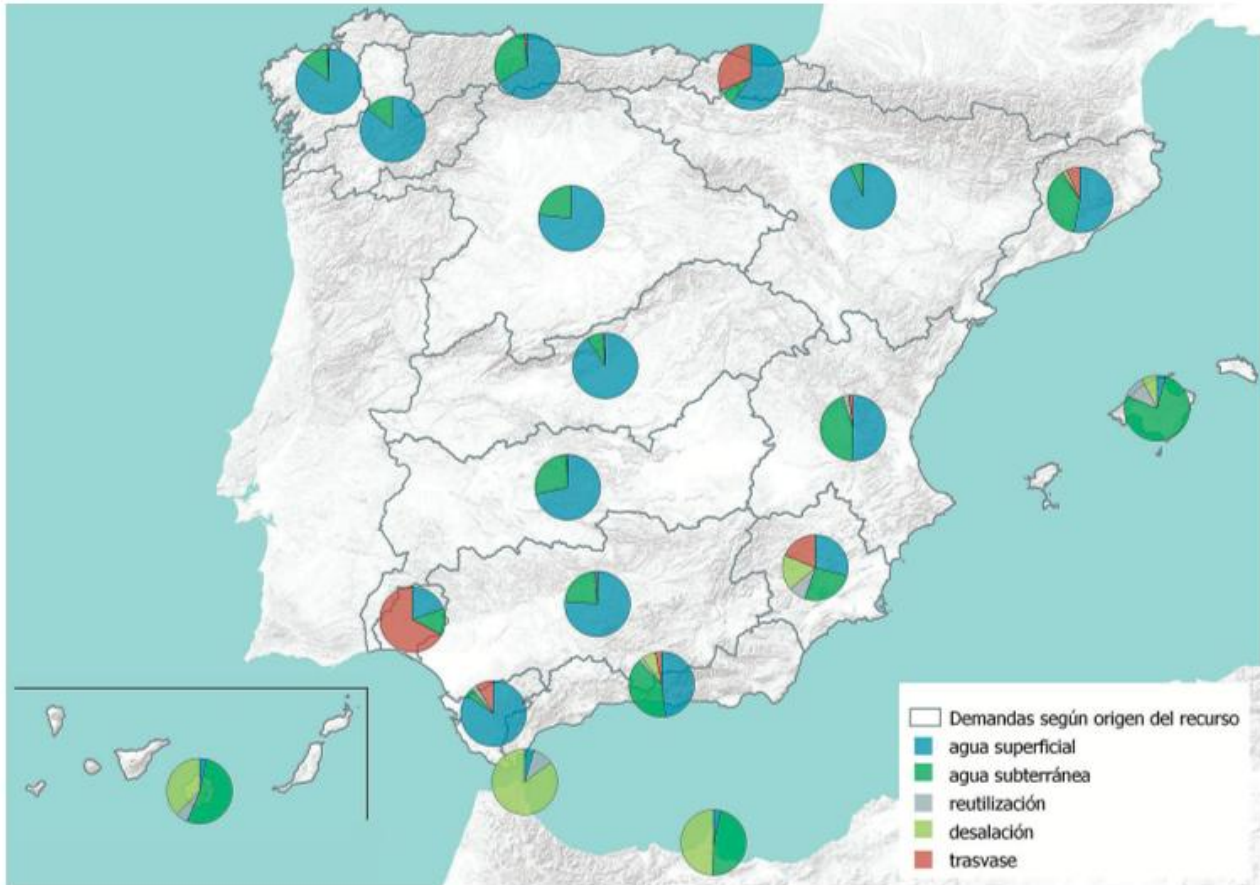 Demandas según origen del recurso
agua superficial
agua subterránea
reutilización
desalación
trasvase